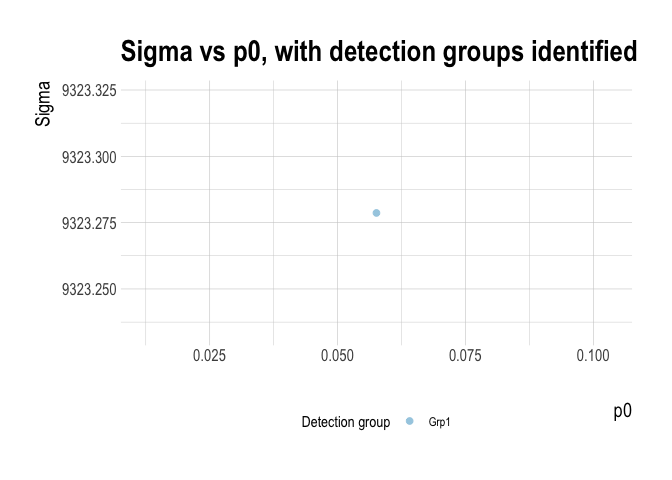 Sigma vs p0, with detection groups identified
Sigma
9323.325
9323.300
9323.275
9323.250
0.025 0.050 0.075 0.100
p0
Detection group Grp1